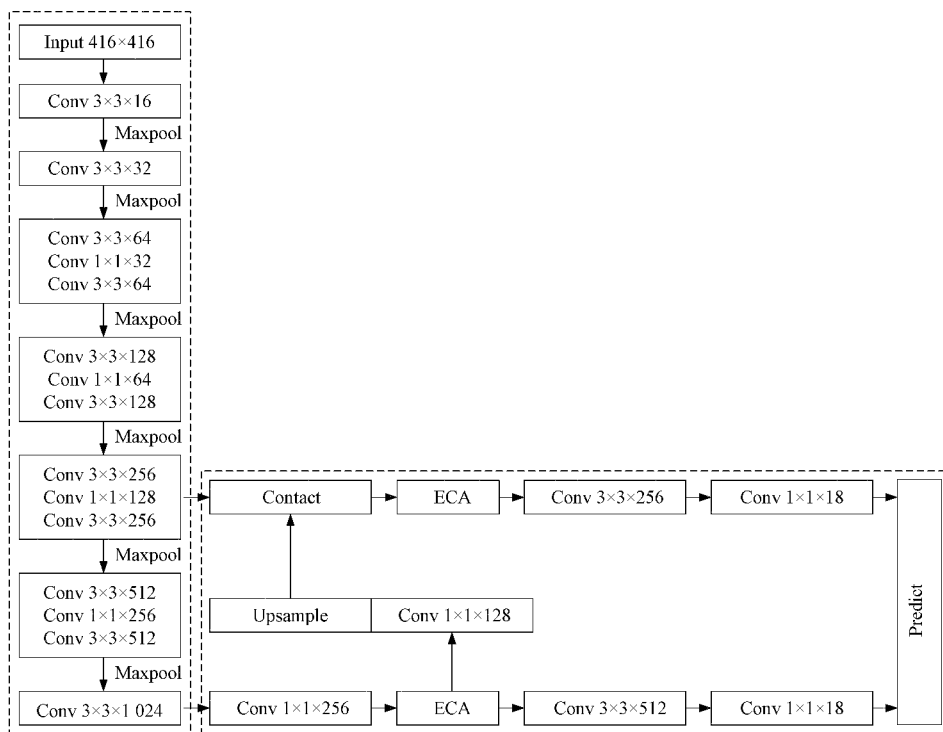 Input 416×416
Conv 3×3×16
Maxpool
Conv 3×3×32
Maxpool
Conv 3×3×64
Conv 1×1×32
Conv 3×3×64
Maxpool
Conv 3×3×128
Conv 1×1×64
Conv 3×3×128
Maxpool
Conv 3×3×256
Conv 1×1×128
Conv 3×3×256
Maxpool
Conv 3×3×512
Conv 1×1×256
Conv 3×3×512
Maxpool
Conv 3×3×1 024
Contact
ECA
Conv 3×3×256
Conv 1×1×18
Upsample
Conv 1×1×128
Conv 1×1×256
ECA
Conv 3×3×512
Conv 1×1×18
Predict